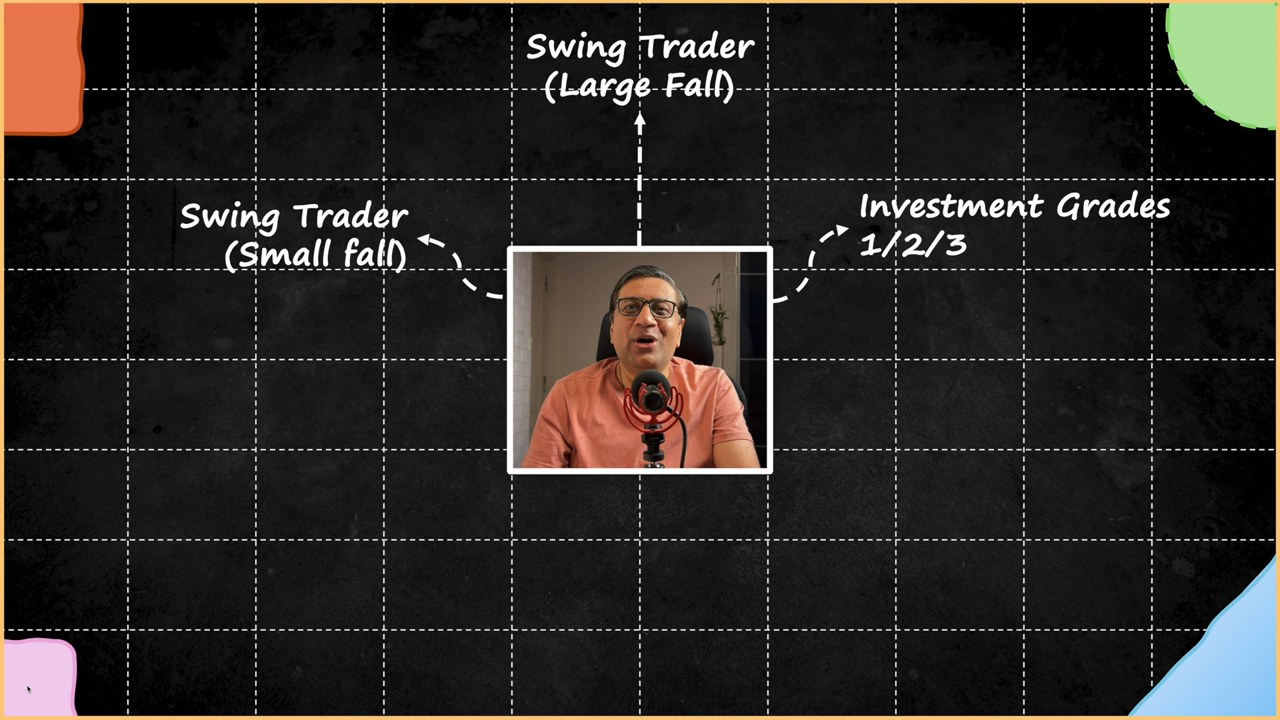 Swing Trader
(Large Fall)
Swing Trader
(Small fall)
Investment Grades
1/2/3